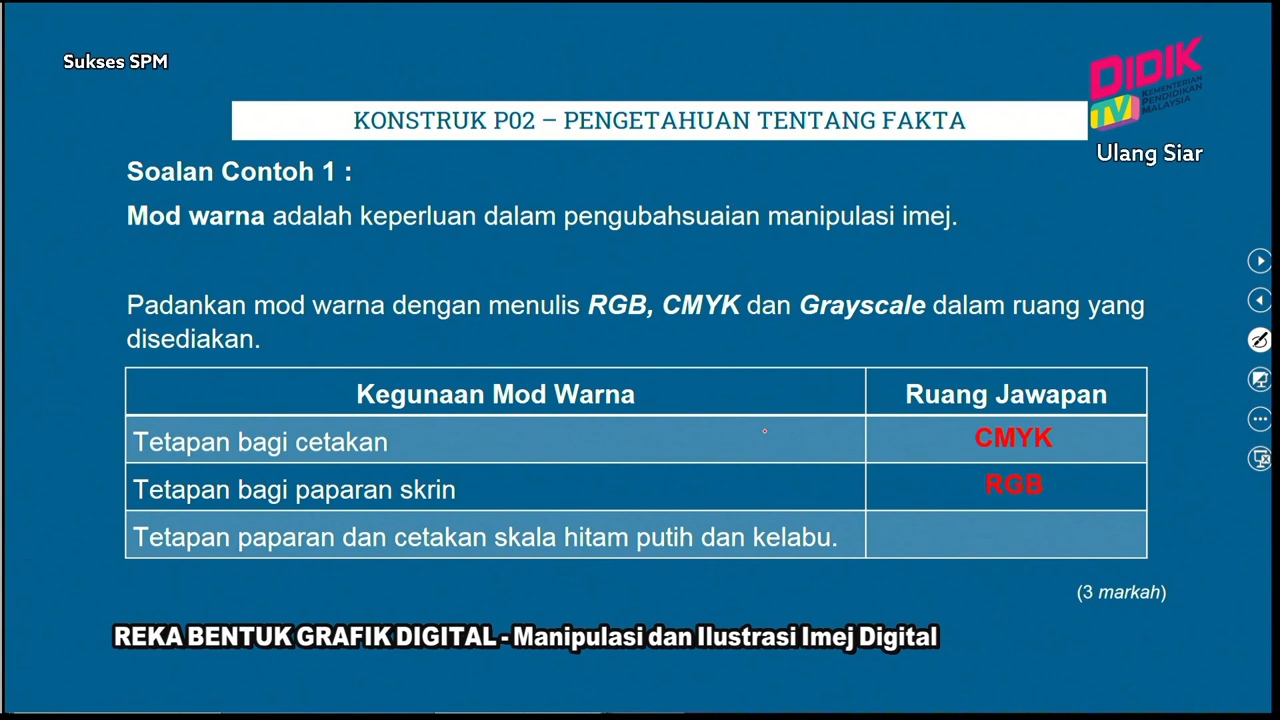 Sukses SPM
DIDIK
TV
KEMENTERIAN
PENDIDIKAN
MALAYSIA
KONSTRUK P02 – PENGETAHUAN TENTANG FAKTA
Ulang Siar
Soalan Contoh 1 :
Mod warna adalah keperluan dalam pengubahsuaian manipulasi imej.
Padankan mod warna dengan menulis RGB, CMYK dan Grayscale dalam ruang yang
disediakan.
Kegunaan Mod Warna Ruang Jawapan
Tetapan bagi cetakan CMYK
Tetapan bagi paparan skrin RGB
Tetapan paparan dan cetakan skala hitam putih dan kelabu.
(3 markah)
REKA BENTUK GRAFIK DIGITAL - Manipulasi dan Ilustrasi Imej Digital